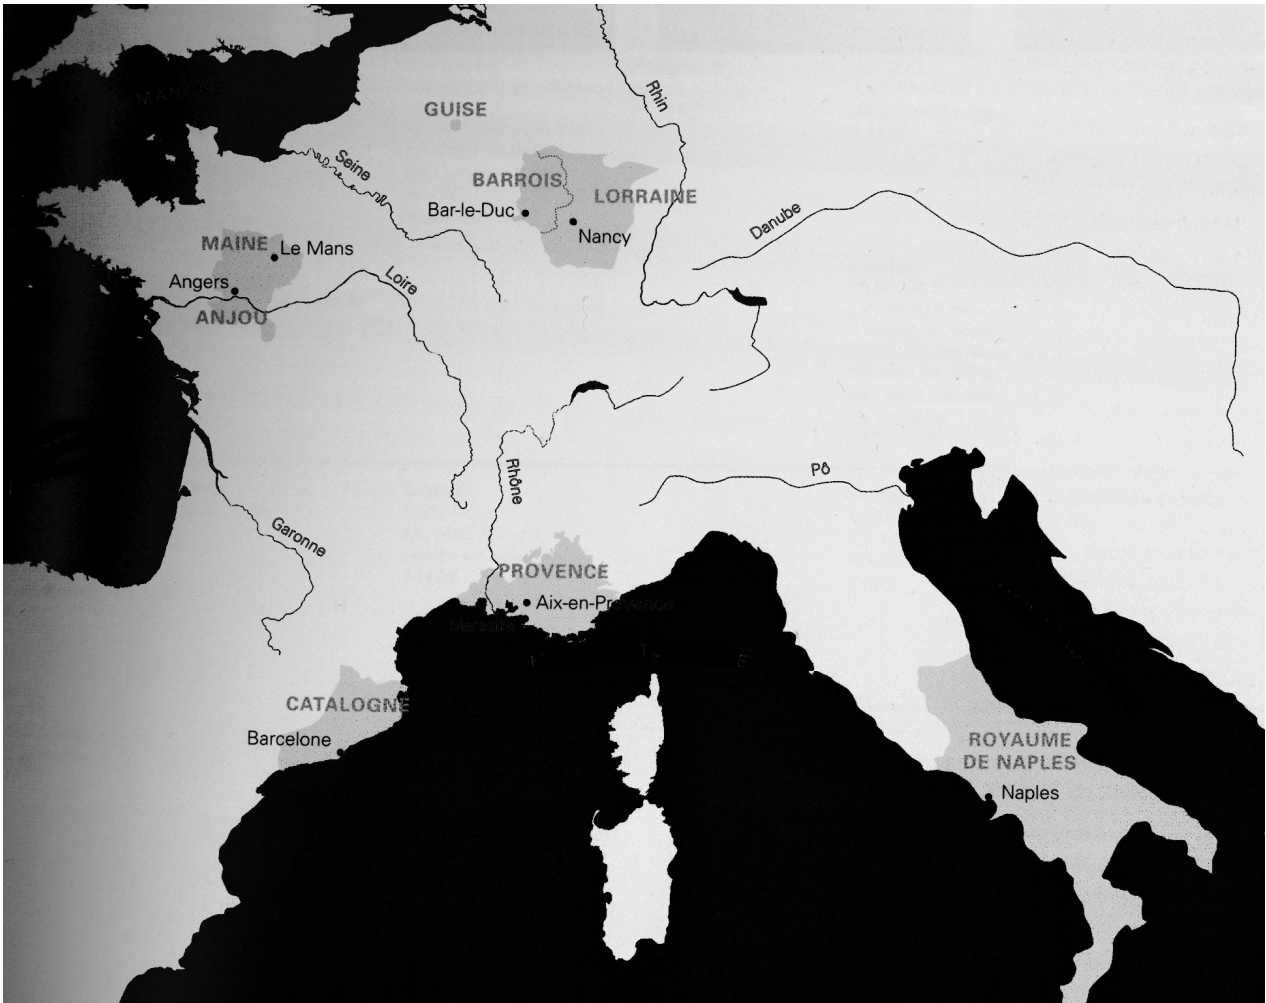 MANCHE
GUISE
Rhin
Seine
BARROIS
LORRAINE
Bar-le-Duc
Nancy
Danube
MAINE
Le Mans
Angers
Loire
ANJOU
Rhône
Pô
Garonne
PROVENCE
Aix-en-Provence
Marseille
CATALOGNE
Barcelone
ROYAUME
DE NAPLES
Naples